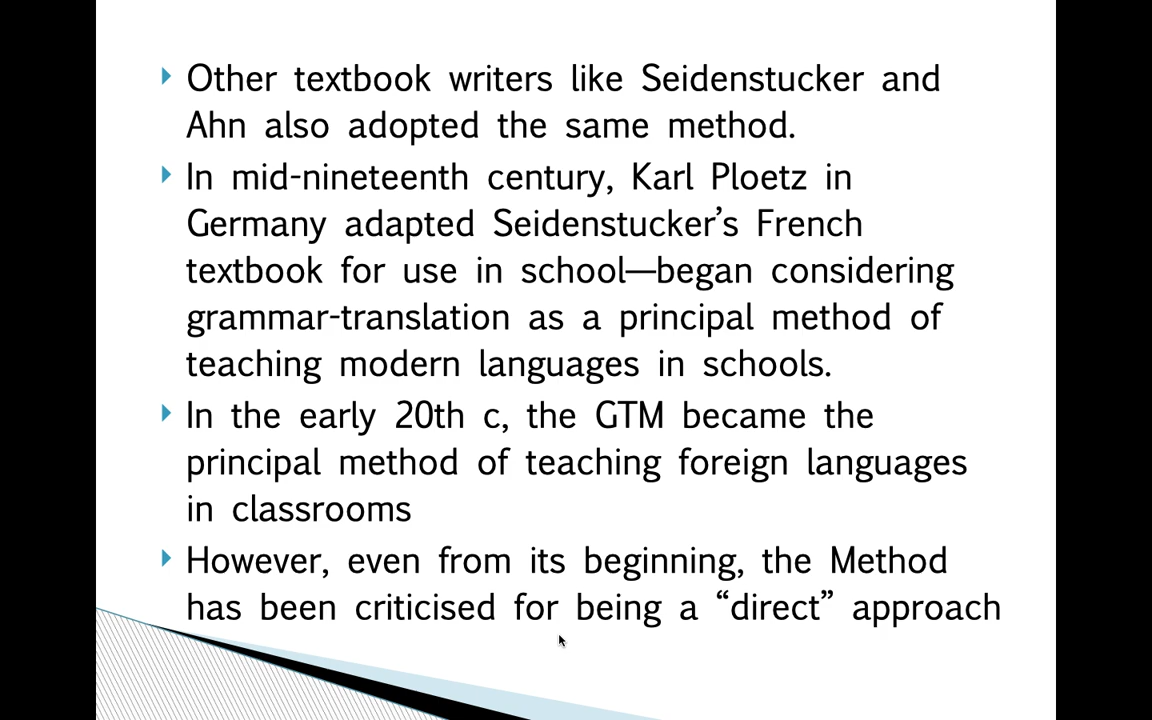 Other textbook writers like Seidenstucker and
Ahn also adopted the same method.
In mid-nineteenth century, Karl Ploetz in
Germany adapted Seidenstucker’s French
textbook for use in school—began considering
grammar-translation as a principal method of
teaching modern languages in schools.
In the early 20th c, the GTM became the
principal method of teaching foreign languages
in classrooms
However, even from its beginning, the Method
has been criticised for being a “direct” approach